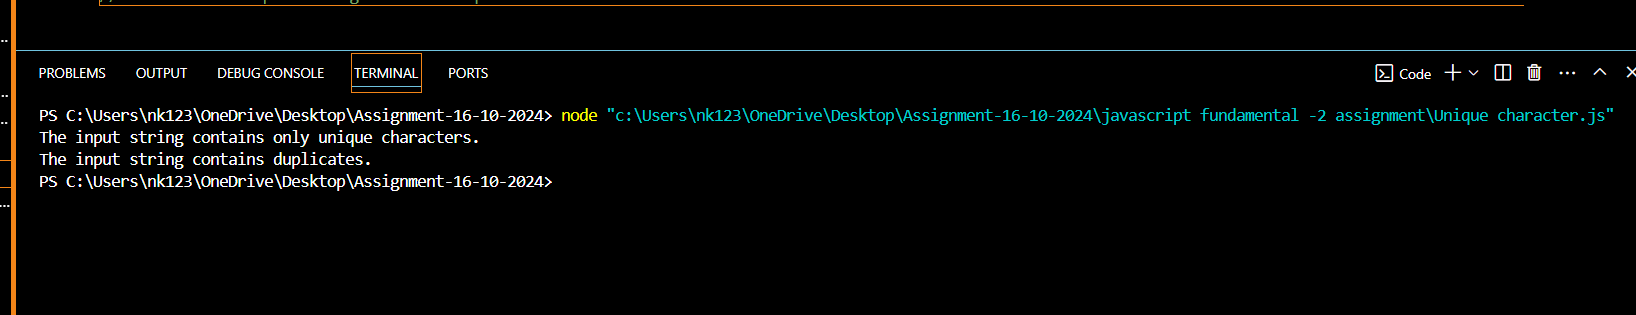 PROBLEMS OUTPUT DEBUG CONSOLE TERMINAL PORTS Code
PS C:\Users\nk123\OneDrive\Desktop\Assignment-16-10-2024> node "c:\Users\nk123\OneDrive\Desktop\Assignment-16-10-2024\javascript fundamental -2 assignment\Unique character.js"
The input string contains only unique characters.
The input string contains duplicates.
PS C:\Users\nk123\OneDrive\Desktop\Assignment-16-10-2024>